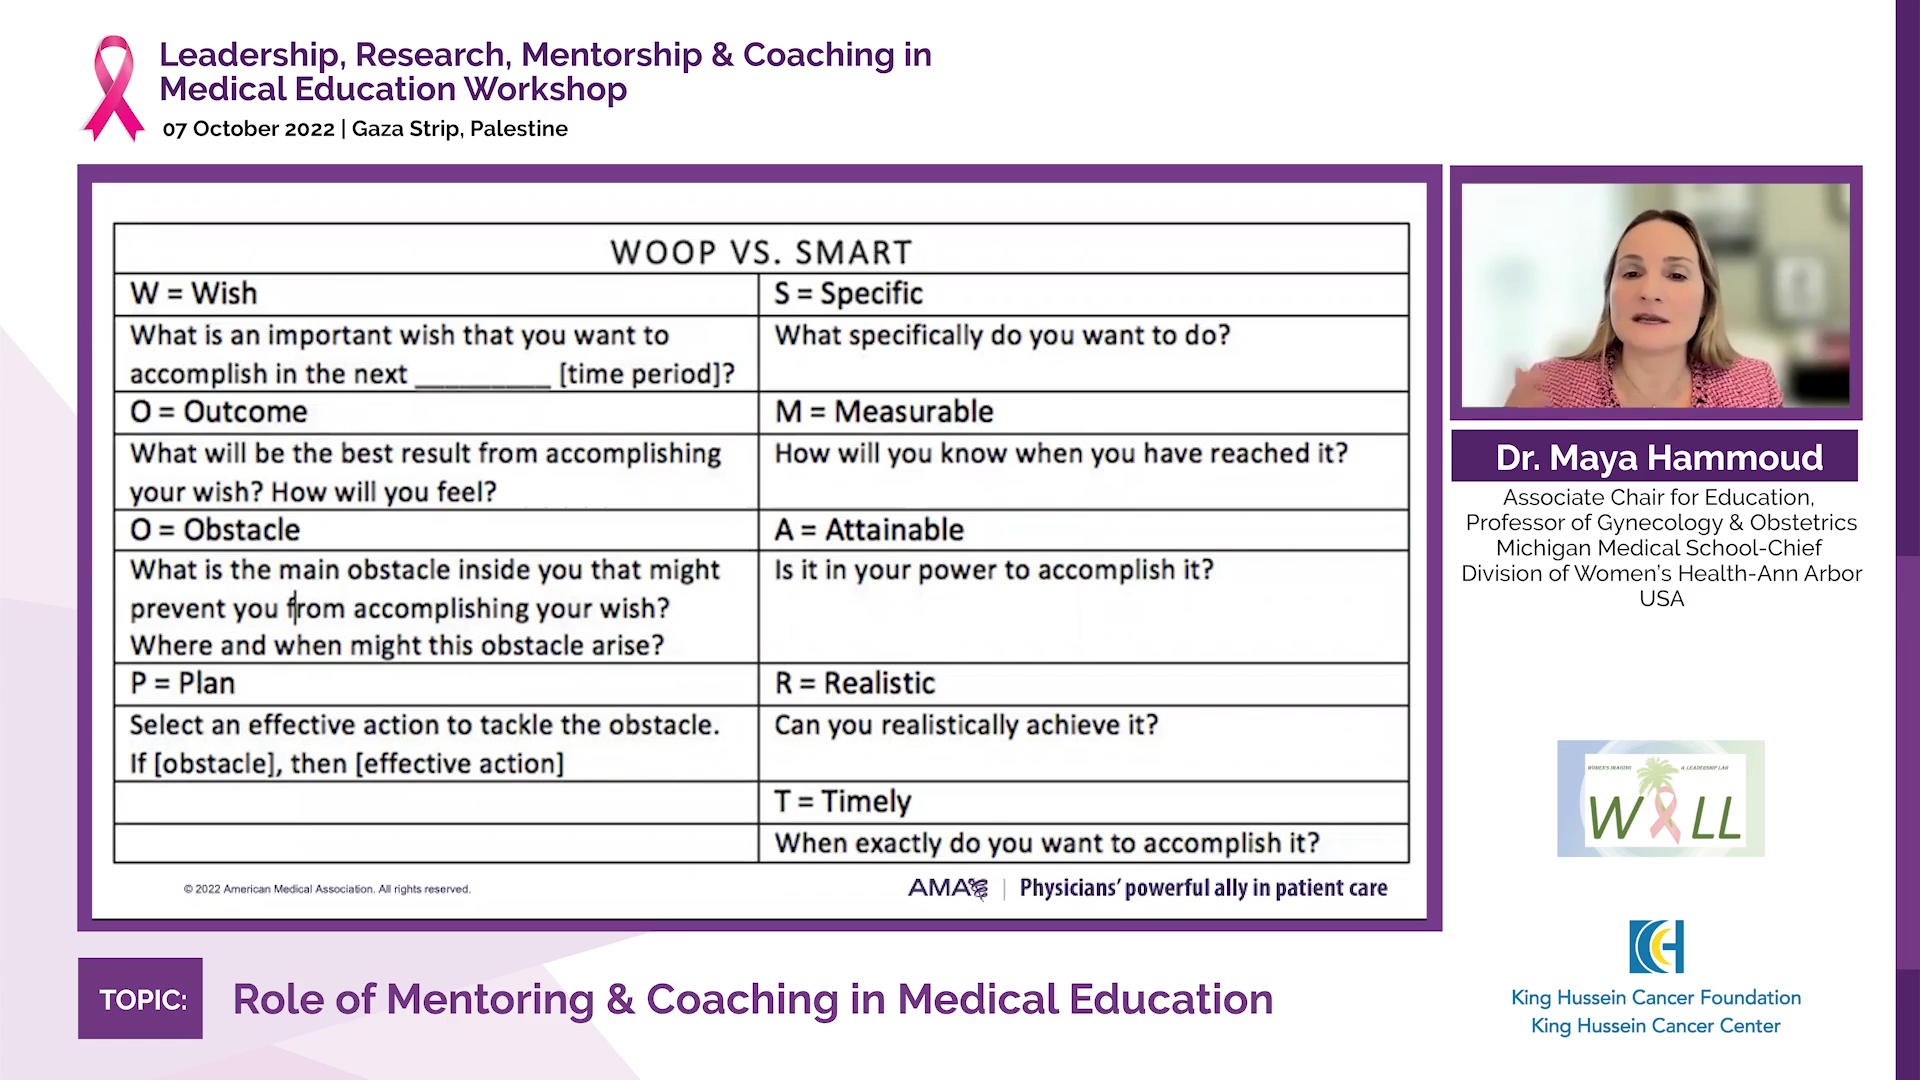 Leadership, Research, Mentorship & Coaching in
Medical Education Workshop
07 October 2022 | Gaza Strip, Palestine
WOOP VS. SMART
W = Wish
S = Specific
What is an important wish that you want to
accomplish in the next _________ [time period]?
What specifically do you want to do?
O = Outcome
M = Measurable
What will be the best result from accomplishing
your wish? How will you feel?
How will you know when you have reached it?
O = Obstacle
A = Attainable
What is the main obstacle inside you that might
prevent you from accomplishing your wish?
Where and when might this obstacle arise?
Is it in your power to accomplish it?
P = Plan
R = Realistic
Select an effective action to tackle the obstacle.
If [obstacle], then [effective action]
Can you realistically achieve it?
T = Timely
When exactly do you want to accomplish it?
© 2022 American Medical Association. All rights reserved.
AMA | Physicians' powerful ally in patient care
Dr. Maya Hammoud
Associate Chair for Education,
Professor of Gynecology & Obstetrics
Michigan Medical School-Chief
Division of Women's Health-Ann Arbor
USA
WOMEN'S IMAGING & LEADERSHIP LAB
WILL
King Hussein Cancer Foundation
King Hussein Cancer Center
TOPIC:
Role of Mentoring & Coaching in Medical Education